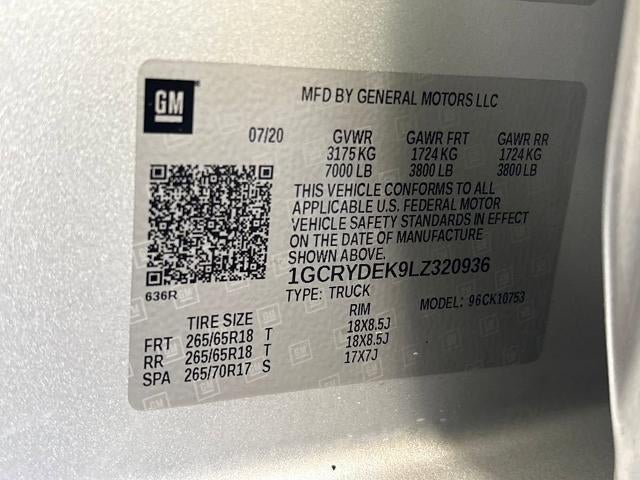 GM
MFD BY GENERAL MOTORS LLC
07/20 GVWR GAWR FRT GAWR RR
3175 KG 1724 KG 1724 KG
7000 LB 3800 LB 3800 LB
THIS VEHICLE CONFORMS TO ALL
APPLICABLE U.S. FEDERAL MOTOR
VEHICLE SAFETY STANDARDS IN EFFECT
ON THE DATE OF MANUFACTURE
SHOWN ABOVE.
1GCRYDEK9LZ320936
636R
TYPE: TRUCK MODEL: 96CK10753
TIRE SIZE RIM
FRT 265/65R18 T 18X8.5J
RR 265/65R18 T 18X8.5J
SPA 265/70R17 S 17X7J